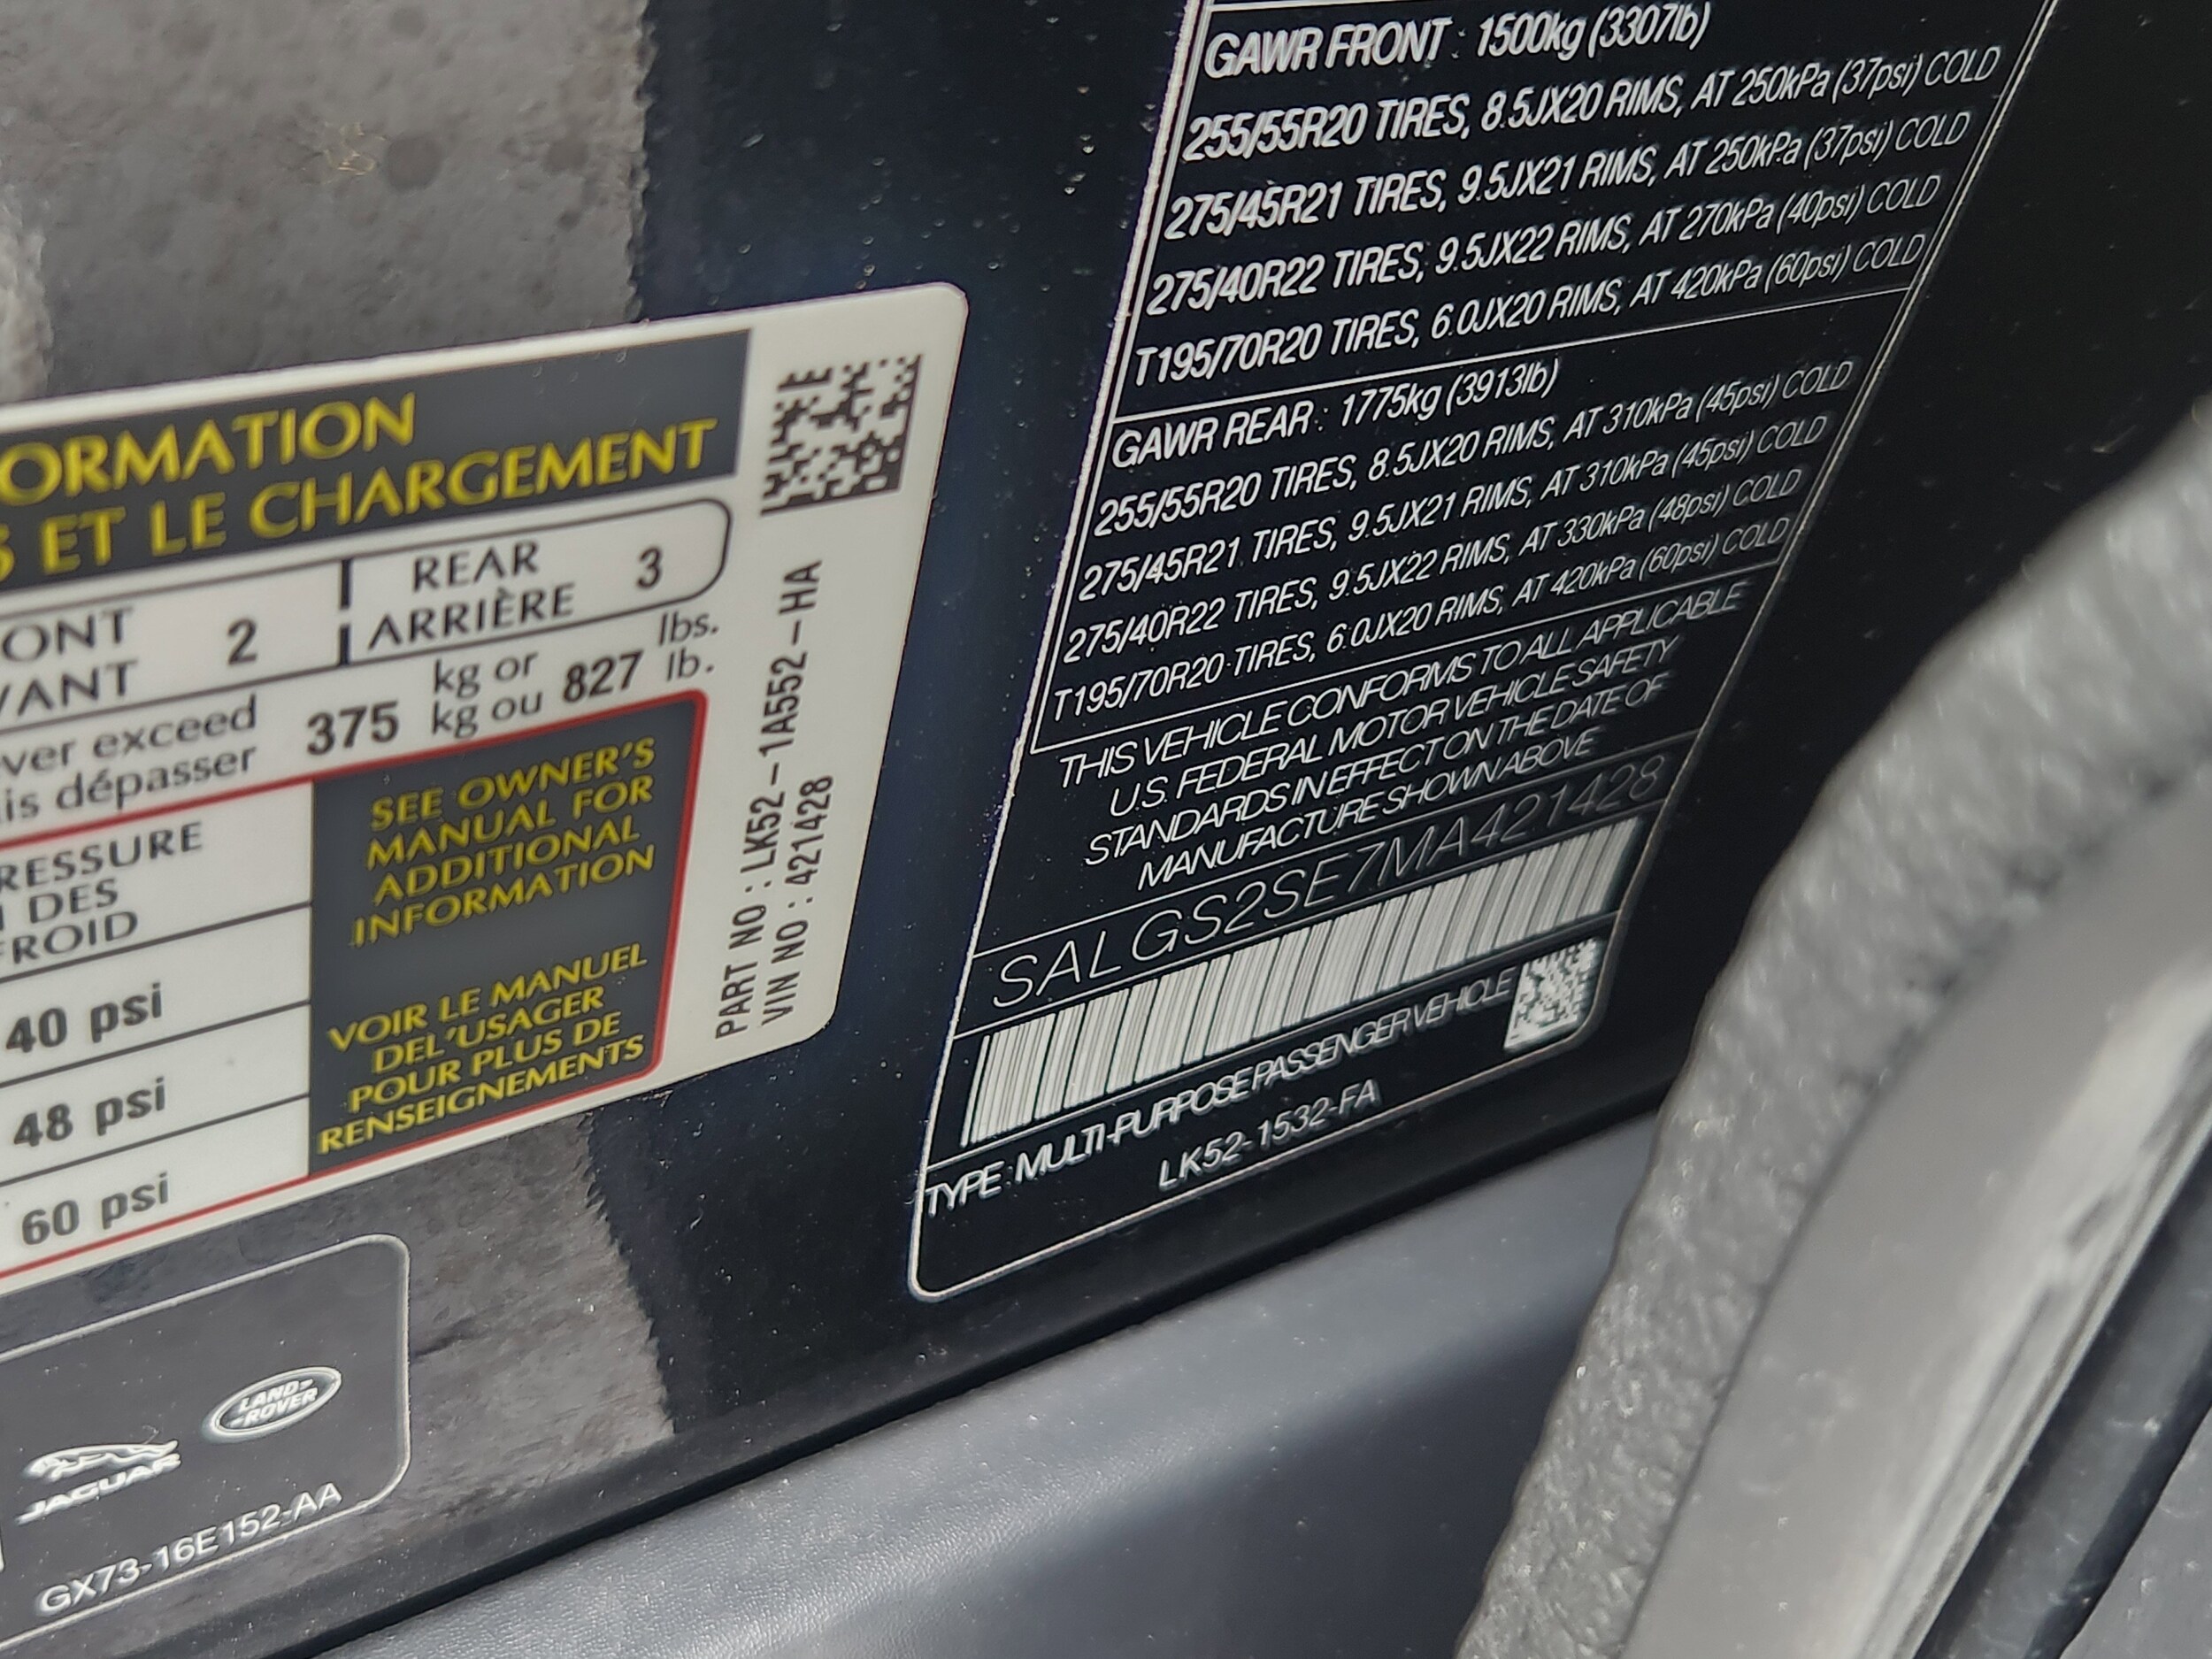 ORMATION
S ET LE CHARGEMENT
ONT
VANT
2
REAR
ARRIÈRE
3
ver exceed
is dépasser
375
kg or
kg ou
827
lbs.
lb.
RESSURE
N DES
FROID
40 psi
48 psi
60 psi
SEE OWNER'S
MANUAL FOR
ADDITIONAL
INFORMATION
VOIR LE MANUEL
DEL'USAGER
POUR PLUS DE
RENSEIGNEMENTS
PART NO : LK52-1A552-HA
VIN NO : 421428
LAND-
-ROVER
JAGUAR
GX73-16E152-AA
GAWR FRONT : 1500kg (3307lb)
255/55R20 TIRES, 8.5JX20 RIMS, AT 250kPa (37psi) COLD
275/45R21 TIRES, 9.5JX21 RIMS, AT 250kPa (37psi) COLD
275/40R22 TIRES, 9.5JX22 RIMS, AT 270kPa (40psi) COLD
T195/70R20 TIRES, 6.0JX20 RIMS, AT 420kPa (60psi) COLD
GAWR REAR : 1775kg (3913lb)
255/55R20 TIRES, 8.5JX20 RIMS, AT 310kPa (45psi) COLD
275/45R21 TIRES, 9.5JX21 RIMS, AT 310kPa (45psi) COLD
275/40R22 TIRES, 9.5JX22 RIMS, AT 330kPa (48psi) COLD
T195/70R20 TIRES, 6.0JX20 RIMS, AT 420kPa (60psi) COLD
THIS VEHICLE CONFORMS TO ALL APPLICABLE
U.S. FEDERAL MOTOR VEHICLE SAFETY
STANDARDS IN EFFECT ON THE DATE OF
MANUFACTURE SHOWN ABOVE
SALGS2SE7MA421428
TYPE : MULTI-PURPOSE PASSENGER VEHICLE
LK52-1532-FA